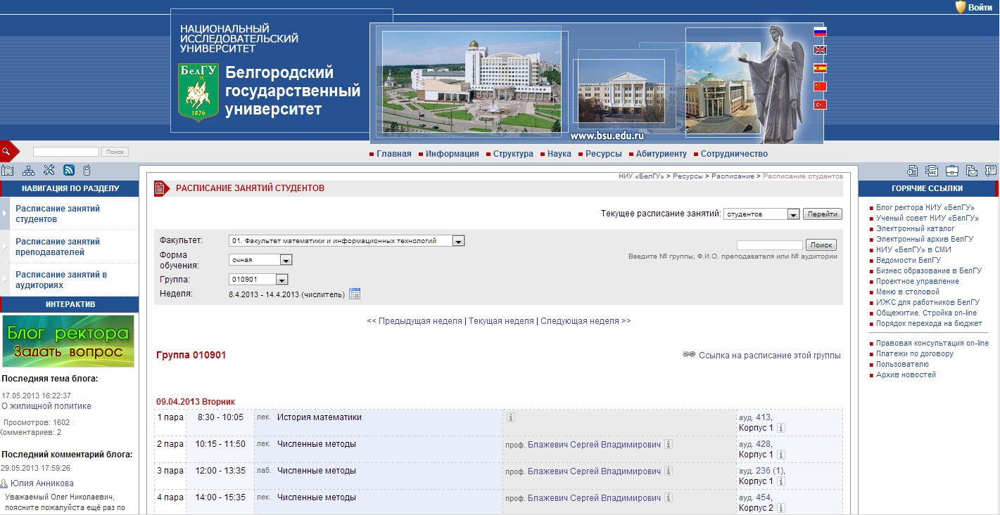 Войти
НАЦИОНАЛЬНЫЙ
ИССЛЕДОВАТЕЛЬСКИЙ
УНИВЕРСИТЕТ
БелГУ
1876
Белгородский
государственный
университет
www.bsu.edu.ru
Поиск
Главная Информация Структура Наука Ресурсы Абитуриенту Сотрудничество
НАВИГАЦИЯ ПО РАЗДЕЛУ
Расписание занятий
студентов
Расписание занятий
преподавателей
Расписание занятий в
аудиториях
ИНТЕРАКТИВ
Блог ректора
Задать вопрос
Последняя тема блога:
17.05.2013 16:22:37
О жилищной политике
Просмотров: 1602
Комментариев: 2
Последний комментарий блога:
29.05.2013 17:59:26
Юлия Анникова
Уважаемый Олег Николаевич,
поясните пожалуйста ещё раз по
НИУ «БелГУ» > Ресурсы > Расписание > Расписание студентов
РАСПИСАНИЕ ЗАНЯТИЙ СТУДЕНТОВ
Текущее расписание занятий: студентов Перейти
Факультет: 01. Факультет математики и информационных технологий
Поиск
Введите № группы, Ф.И.О. преподавателя или № аудитории
Форма
обучения: очная
Группа: 010901
Неделя: 8.4.2013 - 14.4.2013 (числитель)
<< Предыдущая неделя | Текущая неделя | Следующая неделя >>
Группа 010901
Ссылка на расписание этой группы
09.04.2013 Вторник
1 пара 8:30 - 10:05 лек. История математики ауд. 413,
Корпус 1
2 пара 10:15 - 11:50 лек. Численные методы проф. Блажевич Сергей Владимирович ауд. 428,
Корпус 1
3 пара 12:00 - 13:35 лаб. Численные методы проф. Блажевич Сергей Владимирович ауд. 236 (1),
Корпус 1
4 пара 14:00 - 15:35 лек. Численные методы проф. Блажевич Сергей Владимирович ауд. 454,
Корпус 2
ГОРЯЧИЕ ССЫЛКИ
Блог ректора НИУ «БелГУ»
Ученый совет НИУ «БелГУ»
Электронный каталог
Электронный архив БелГУ
НИУ «БелГУ» в СМИ
Ведомости БелГУ
Бизнес образование в БелГУ
Проектное управление
Меню в столовой
ИЖС для работников БелГУ
Общежитие. Стройка on-line
Порядок перехода на бюджет
Правовая консультация on-line
Платежи по договору
Пользователю
Архив новостей